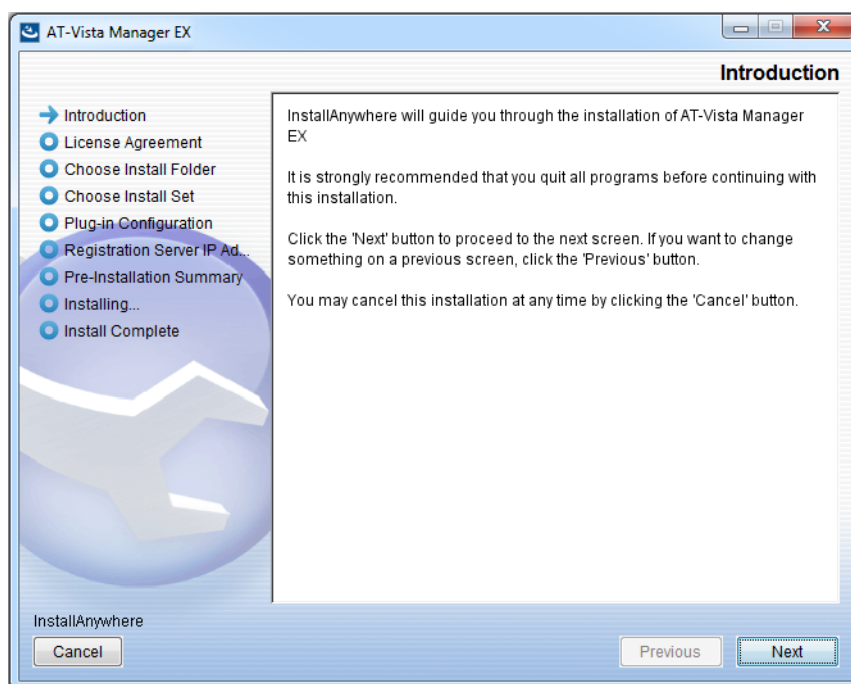 AT-Vista Manager EX
Introduction
Introduction
License Agreement
Choose Install Folder
Choose Install Set
Plug-in Configuration
Registration Server IP Ad...
Pre-Installation Summary
Installing...
Install Complete
InstallAnywhere will guide you through the installation of AT-Vista Manager
EX
It is strongly recommended that you quit all programs before continuing with
this installation.
Click the 'Next' button to proceed to the next screen. If you want to change
something on a previous screen, click the 'Previous' button.
You may cancel this installation at any time by clicking the 'Cancel' button.
InstallAnywhere
Cancel
Previous
Next